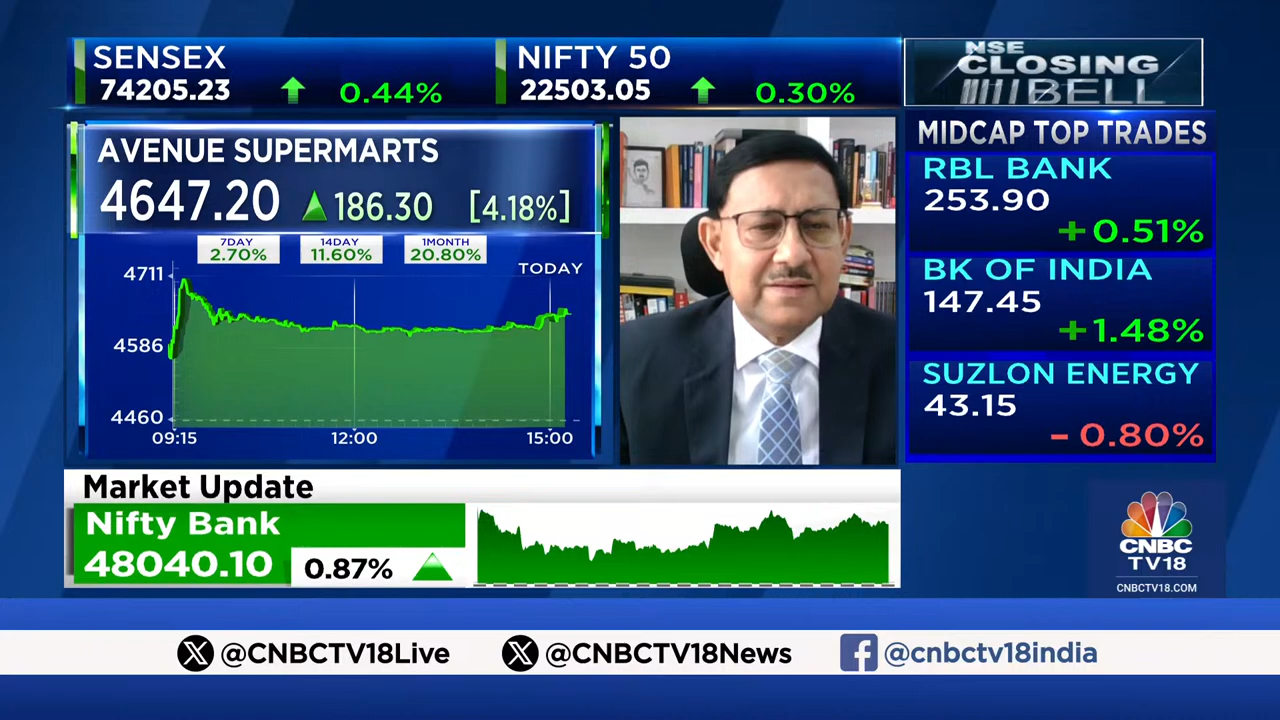 SENSEX
74205.23 0.44%
NIFTY 50
22503.05 0.30%
NSE
CLOSING
BELL
AVENUE SUPERMARTS
4647.20 186.30 [4.18%]
7DAY
2.70%
14DAY
11.60%
1MONTH
20.80%
TODAY
4711
4586
4460
09:15 12:00 15:00
MIDCAP TOP TRADES
RBL BANK
253.90
+0.51%
BK OF INDIA
147.45
+1.48%
SUZLON ENERGY
43.15
- 0.80%
Market Update
Nifty Bank
48040.10 0.87%
CNBC
TV18
CNBCTV18.COM
@CNBCTV18Live @CNBCTV18News @cnbctv18india